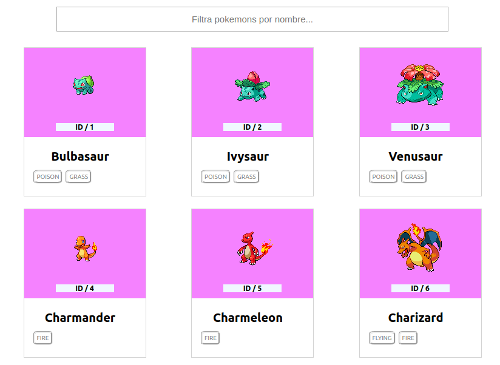 Filtra pokemons por nombre...
ID / 1
ID / 2
ID / 3
Bulbasaur
Ivysaur
Venusaur
POISON GRASS
POISON GRASS
POISON GRASS
ID / 4
ID / 5
ID / 6
Charmander
Charmeleon
Charizard
FIRE
FIRE
FLYING FIRE